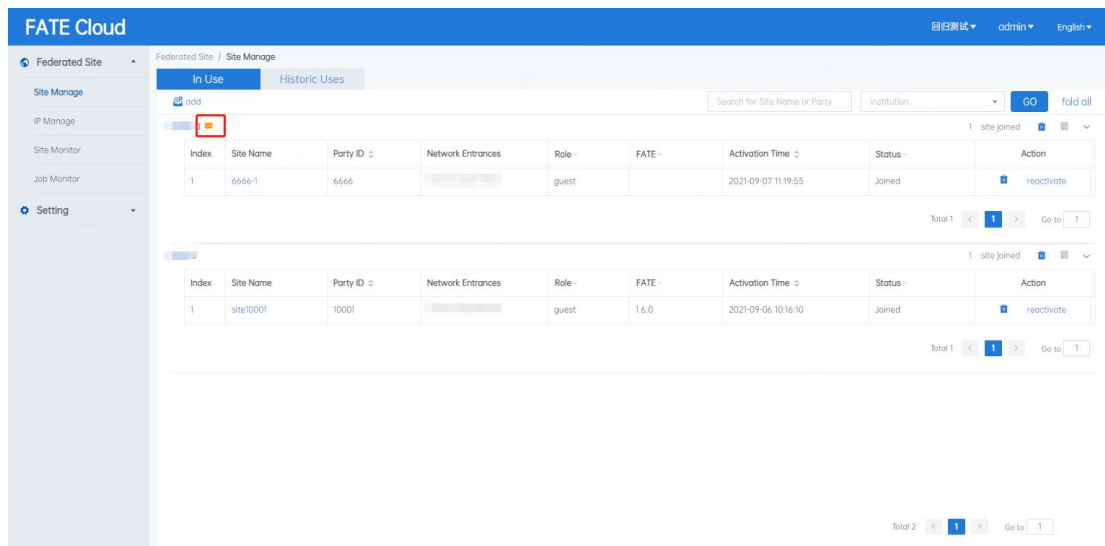 FATE Cloud
回归测试 admin English
Federated Site
Site Manage
IP Manage
Site Monitor
Job Monitor
Setting
Federated Site / Site Manage
In Use Historic Uses
add Search for Site Name or Party Institution GO fold all
1 site joined
Index Site Name Party ID Network Entrances Role FATE Activation Time Status Action
1 6666-1 6666 guest 2021-09-07 11:19:55 Joined reactivate
Total 1 < 1 > Go to 1
1 site joined
Index Site Name Party ID Network Entrances Role FATE Activation Time Status Action
1 site10001 10001 guest 1.6.0 2021-09-06 10:16:10 Joined reactivate
Total 1 < 1 > Go to 1
Total 2 < 1 > Go to 1